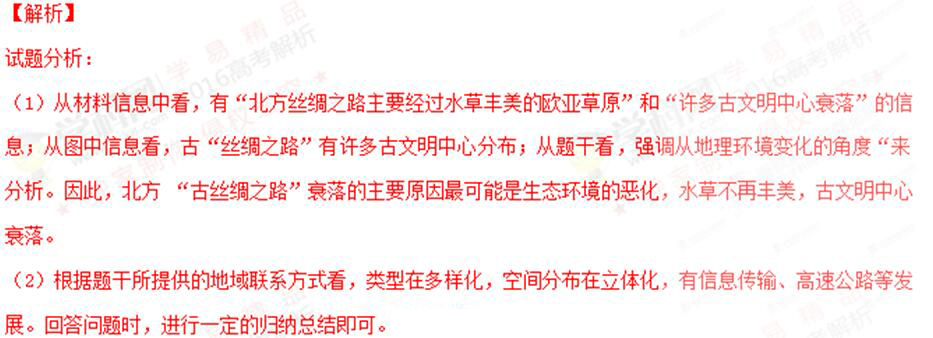 【解析】
试题分析：
（1）从材料信息中看，有“北方丝绸之路主要经过水草丰美的欧亚草原”和“许多古文明中心衰落”的信
息；从图中信息看，古“丝绸之路”有许多古文明中心分布；从题干看，强调从地理环境变化的角度“来
分析。因此，北方 “古丝绸之路”衰落的主要原因最可能是生态环境的恶化，水草不再丰美，古文明中心
衰落。
（2）根据题干所提供的地域联系方式看，类型在多样化，空间分布在立体化，有信息传输、高速公路等发
展。回答问题时，进行一定的归纳总结即可。